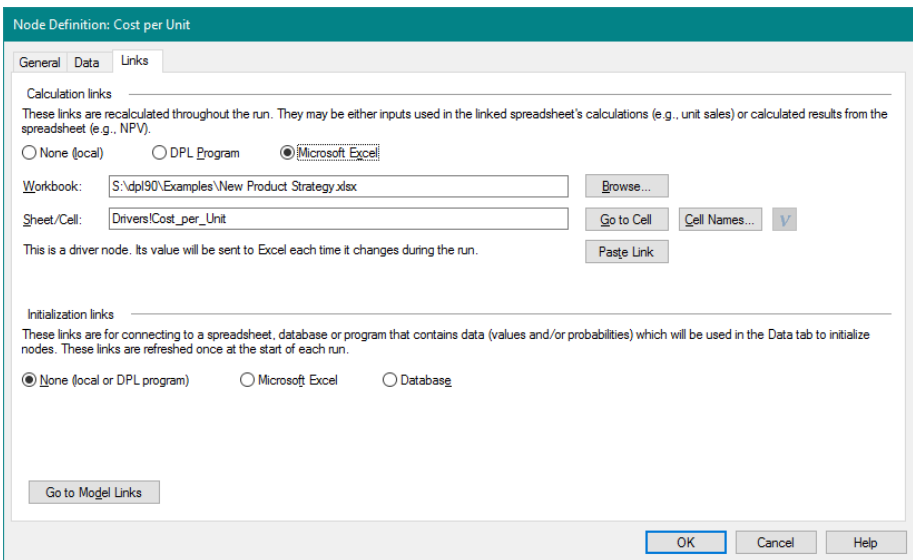 Node Definition: Cost per Unit
General Data Links
Calculation links
These links are recalculated throughout the run. They may be either inputs used in the linked spreadsheet's calculations (e.g., unit sales) or calculated results from the
spreadsheet (e.g., NPV).
None (local) DPL Program Microsoft Excel
Workbook: S:\dpl90\Examples\New Product Strategy.xlsx Browse...
Sheet/Cell: Drivers!Cost_per_Unit Go to Cell Cell Names... V
This is a driver node. Its value will be sent to Excel each time it changes during the run. Paste Link
Initialization links
These links are for connecting to a spreadsheet, database or program that contains data (values and/or probabilities) which will be used in the Data tab to initialize
nodes. These links are refreshed once at the start of each run.
None (local or DPL program) Microsoft Excel Database
Go to Model Links
OK Cancel Help